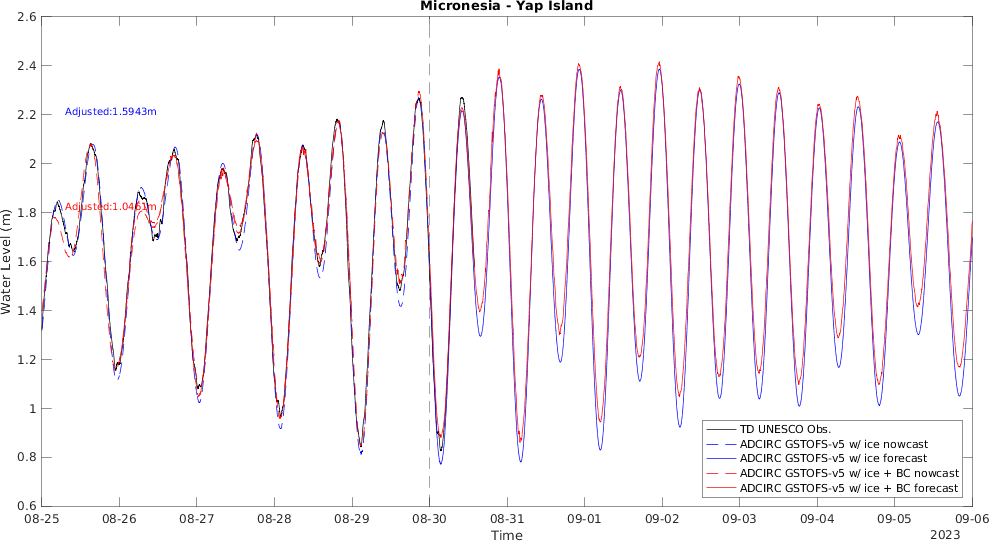 Micronesia - Yap Island
2.6
2.4
2.2
2
1.8
1.6
1.4
1.2
1
0.8
0.6
Water Level (m)
Adjusted:1.5943m
Adjusted:1.0461m
TD UNESCO Obs.
ADCIRC GSTOFS-v5 w/ ice nowcast
ADCIRC GSTOFS-v5 w/ ice forecast
ADCIRC GSTOFS-v5 w/ ice + BC nowcast
ADCIRC GSTOFS-v5 w/ ice + BC forecast
08-25 08-26 08-27 08-28 08-29 08-30 08-31 09-01 09-02 09-03 09-04 09-05 09-06
Time
2023